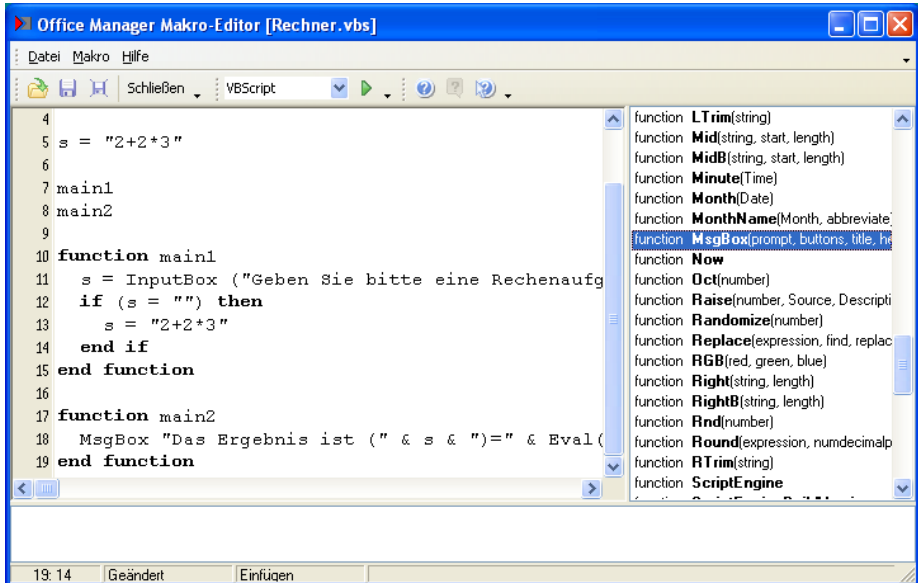 Office Manager Makro-Editor [Rechner.vbs]
Datei Makro Hilfe
Schließen VBScript
4
5 s = "2+2*3"
6
7 main1
8 main2
9
10 function main1
11 s = InputBox ("Geben Sie bitte eine Rechenaufg
12 if (s = "") then
13 s = "2+2*3"
14 end if
15 end function
16
17 function main2
18 MsgBox "Das Ergebnis ist (" & s & ")=" & Eval(
19 end function
function LTrim(string)
function Mid(string, start, length)
function MidB(string, start, length)
function Minute(Time)
function Month(Date)
function MonthName(Month, abbreviate)
function MsgBox(prompt, buttons, title, he
function Now
function Oct(number)
function Raise(number, Source, Descripti
function Randomize(number)
function Replace(expression, find, replac
function RGB(red, green, blue)
function Right(string, length)
function RightB(string, length)
function Rnd(number)
function Round(expression, numdecimalp
function RTrim(string)
function ScriptEngine
19: 14 Geändert Einfügen